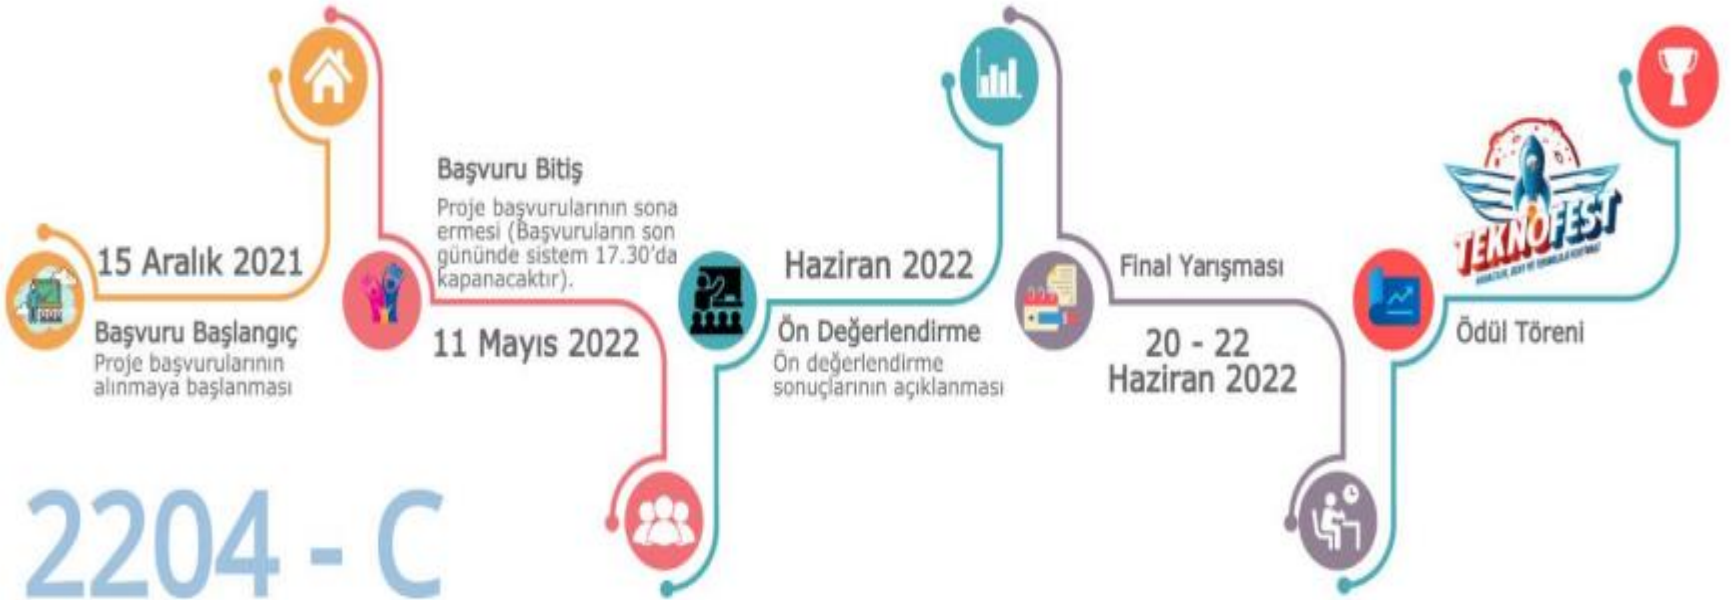 15 Aralık 2021
Başvuru Başlangıç
Proje başvurularının
alınmaya başlanması
Başvuru Bitiş
Proje başvurularının sona
ermesi (Başvuruların son
gününde sistem 17.30'da
kapanacaktır).
11 Mayıs 2022
Haziran 2022
Ön Değerlendirme
Ön değerlendirme
sonuçlarının açıklanması
Final Yarışması
20 - 22
Haziran 2022
TEKNOFEST
Ödül Töreni
2204 - C